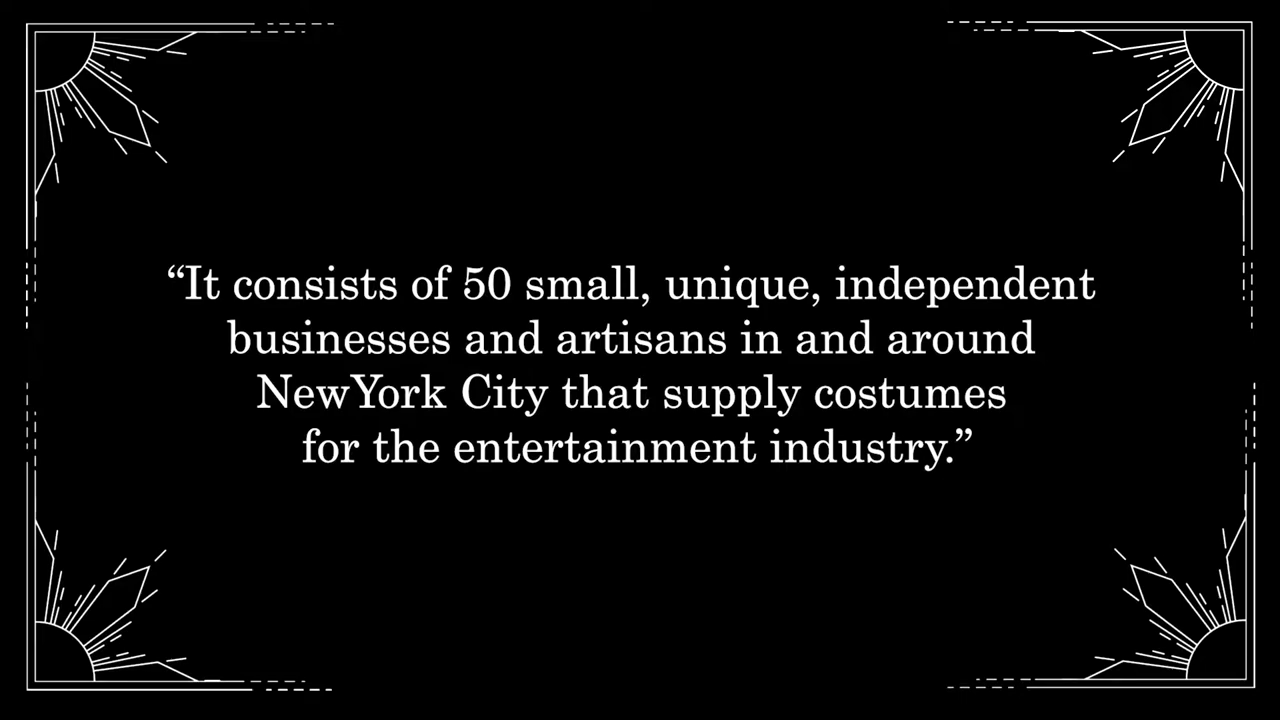 “It consists of 50 small, unique, independent
businesses and artisans in and around
NewYork City that supply costumes
for the entertainment industry.”